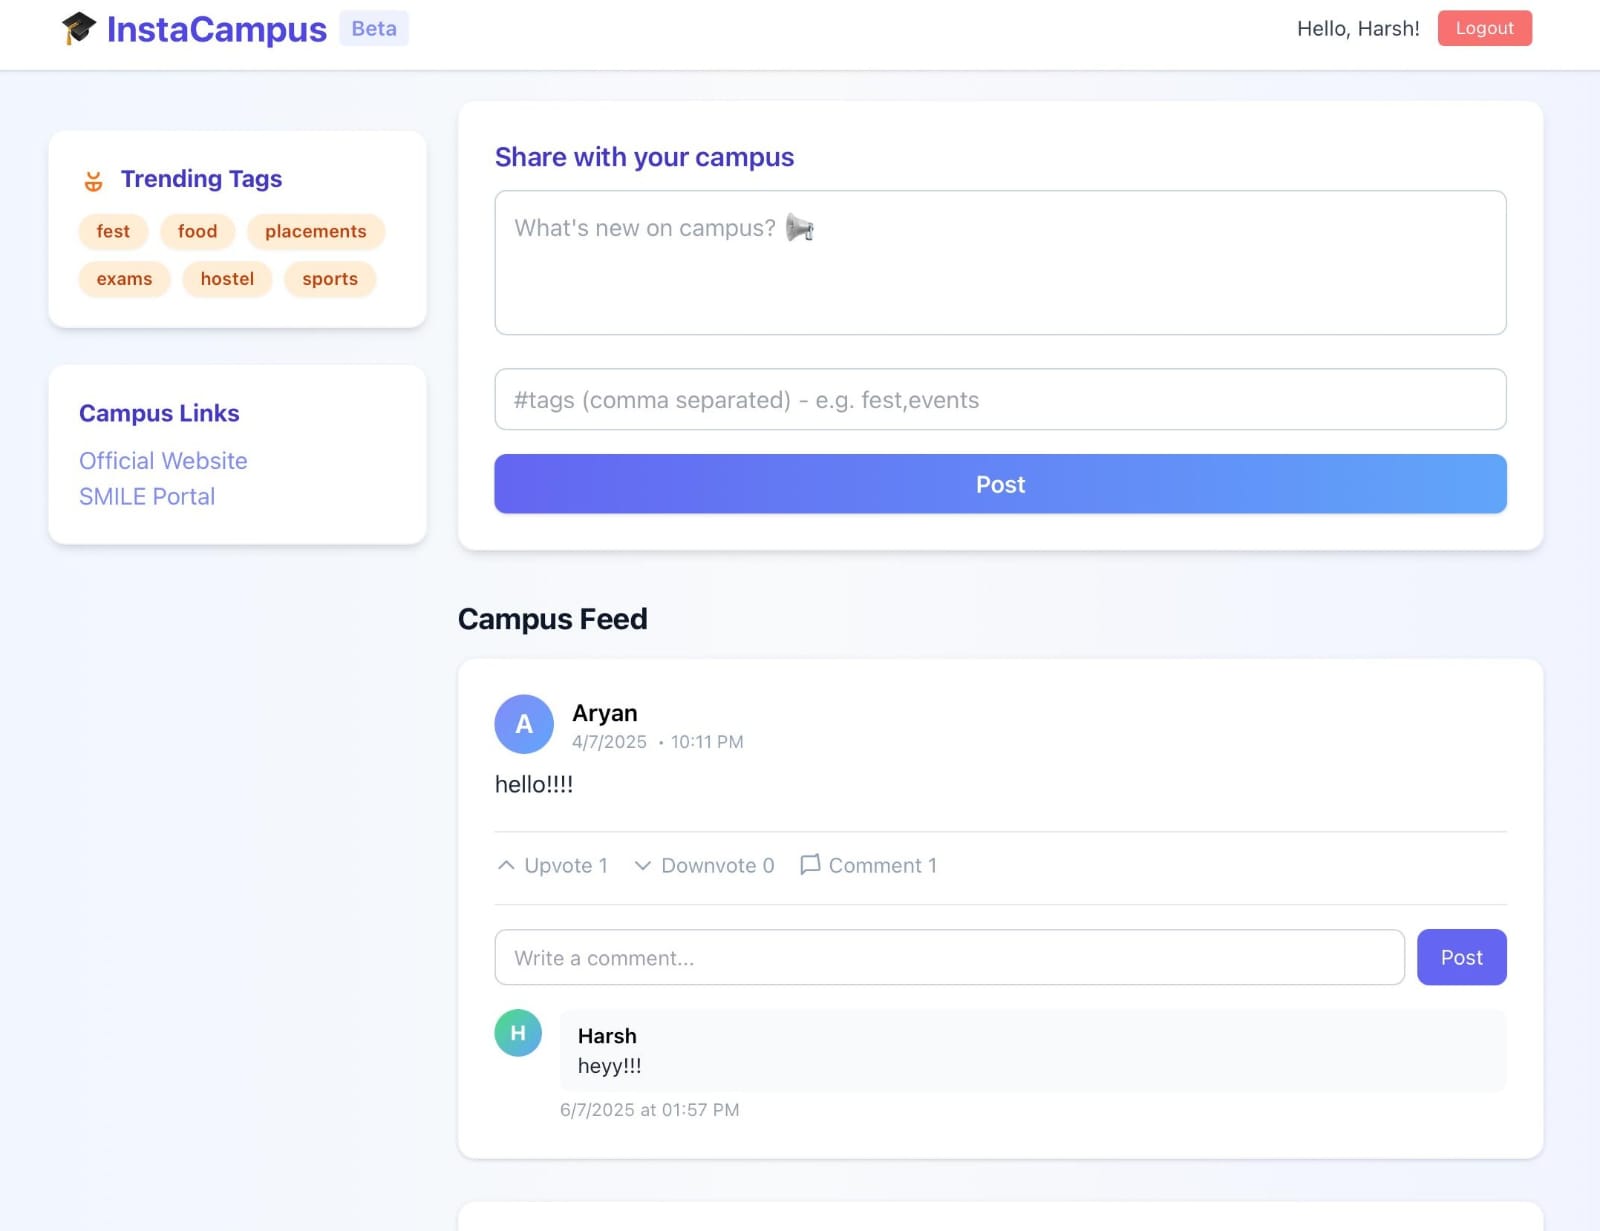 InstaCampus Beta
Hello, Harsh! Logout
Trending Tags
fest food placements
exams hostel sports
Campus Links
Official Website
SMILE Portal
Share with your campus
What's new on campus?
#tags (comma separated) - e.g. fest,events
Post
Campus Feed
A
Aryan
4/7/2025 • 10:11 PM
hello!!!!
Upvote 1 Downvote 0 Comment 1
Write a comment... Post
H
Harsh
heyy!!!
6/7/2025 at 01:57 PM